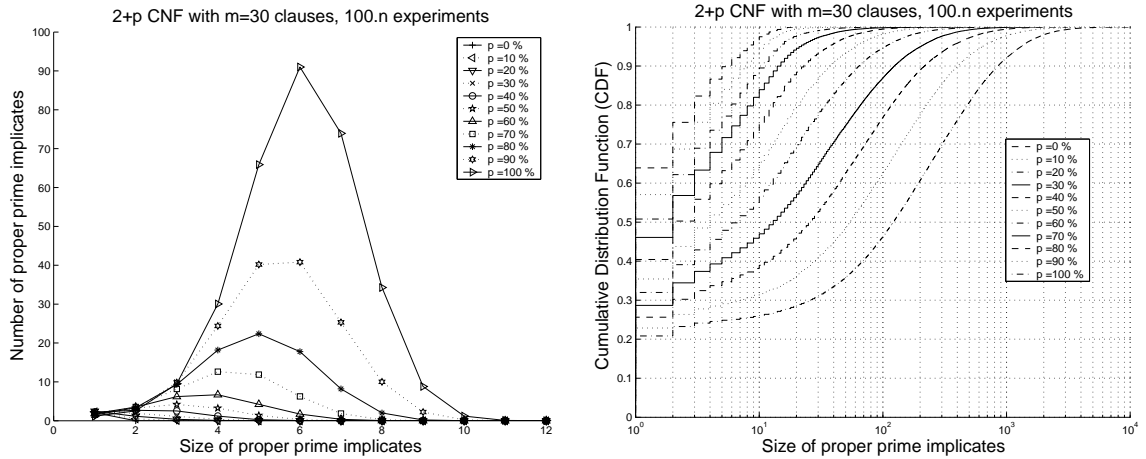 2+p CNF with m=30 clauses, 100.n experiments
Number of proper prime implicates
100
90
80
70
60
50
40
30
20
10
0
0
2
4
6
8
10
12
Size of proper prime implicates
p =0 %
p =10 %
p =20 %
p =30 %
p =40 %
p =50 %
p =60 %
p =70 %
p =80 %
p =90 %
p =100 %
2+p CNF with m=30 clauses, 100.n experiments
Cumulative Distribution Function (CDF)
1
0.9
0.8
0.7
0.6
0.5
0.4
0.3
0.2
0.1
0
10^0
10^1
10^2
10^3
10^4
Size of proper prime implicates
p =0 %
p =10 %
p =20 %
p =30 %
p =40 %
p =50 %
p =60 %
p =70 %
p =80 %
p =90 %
p =100 %